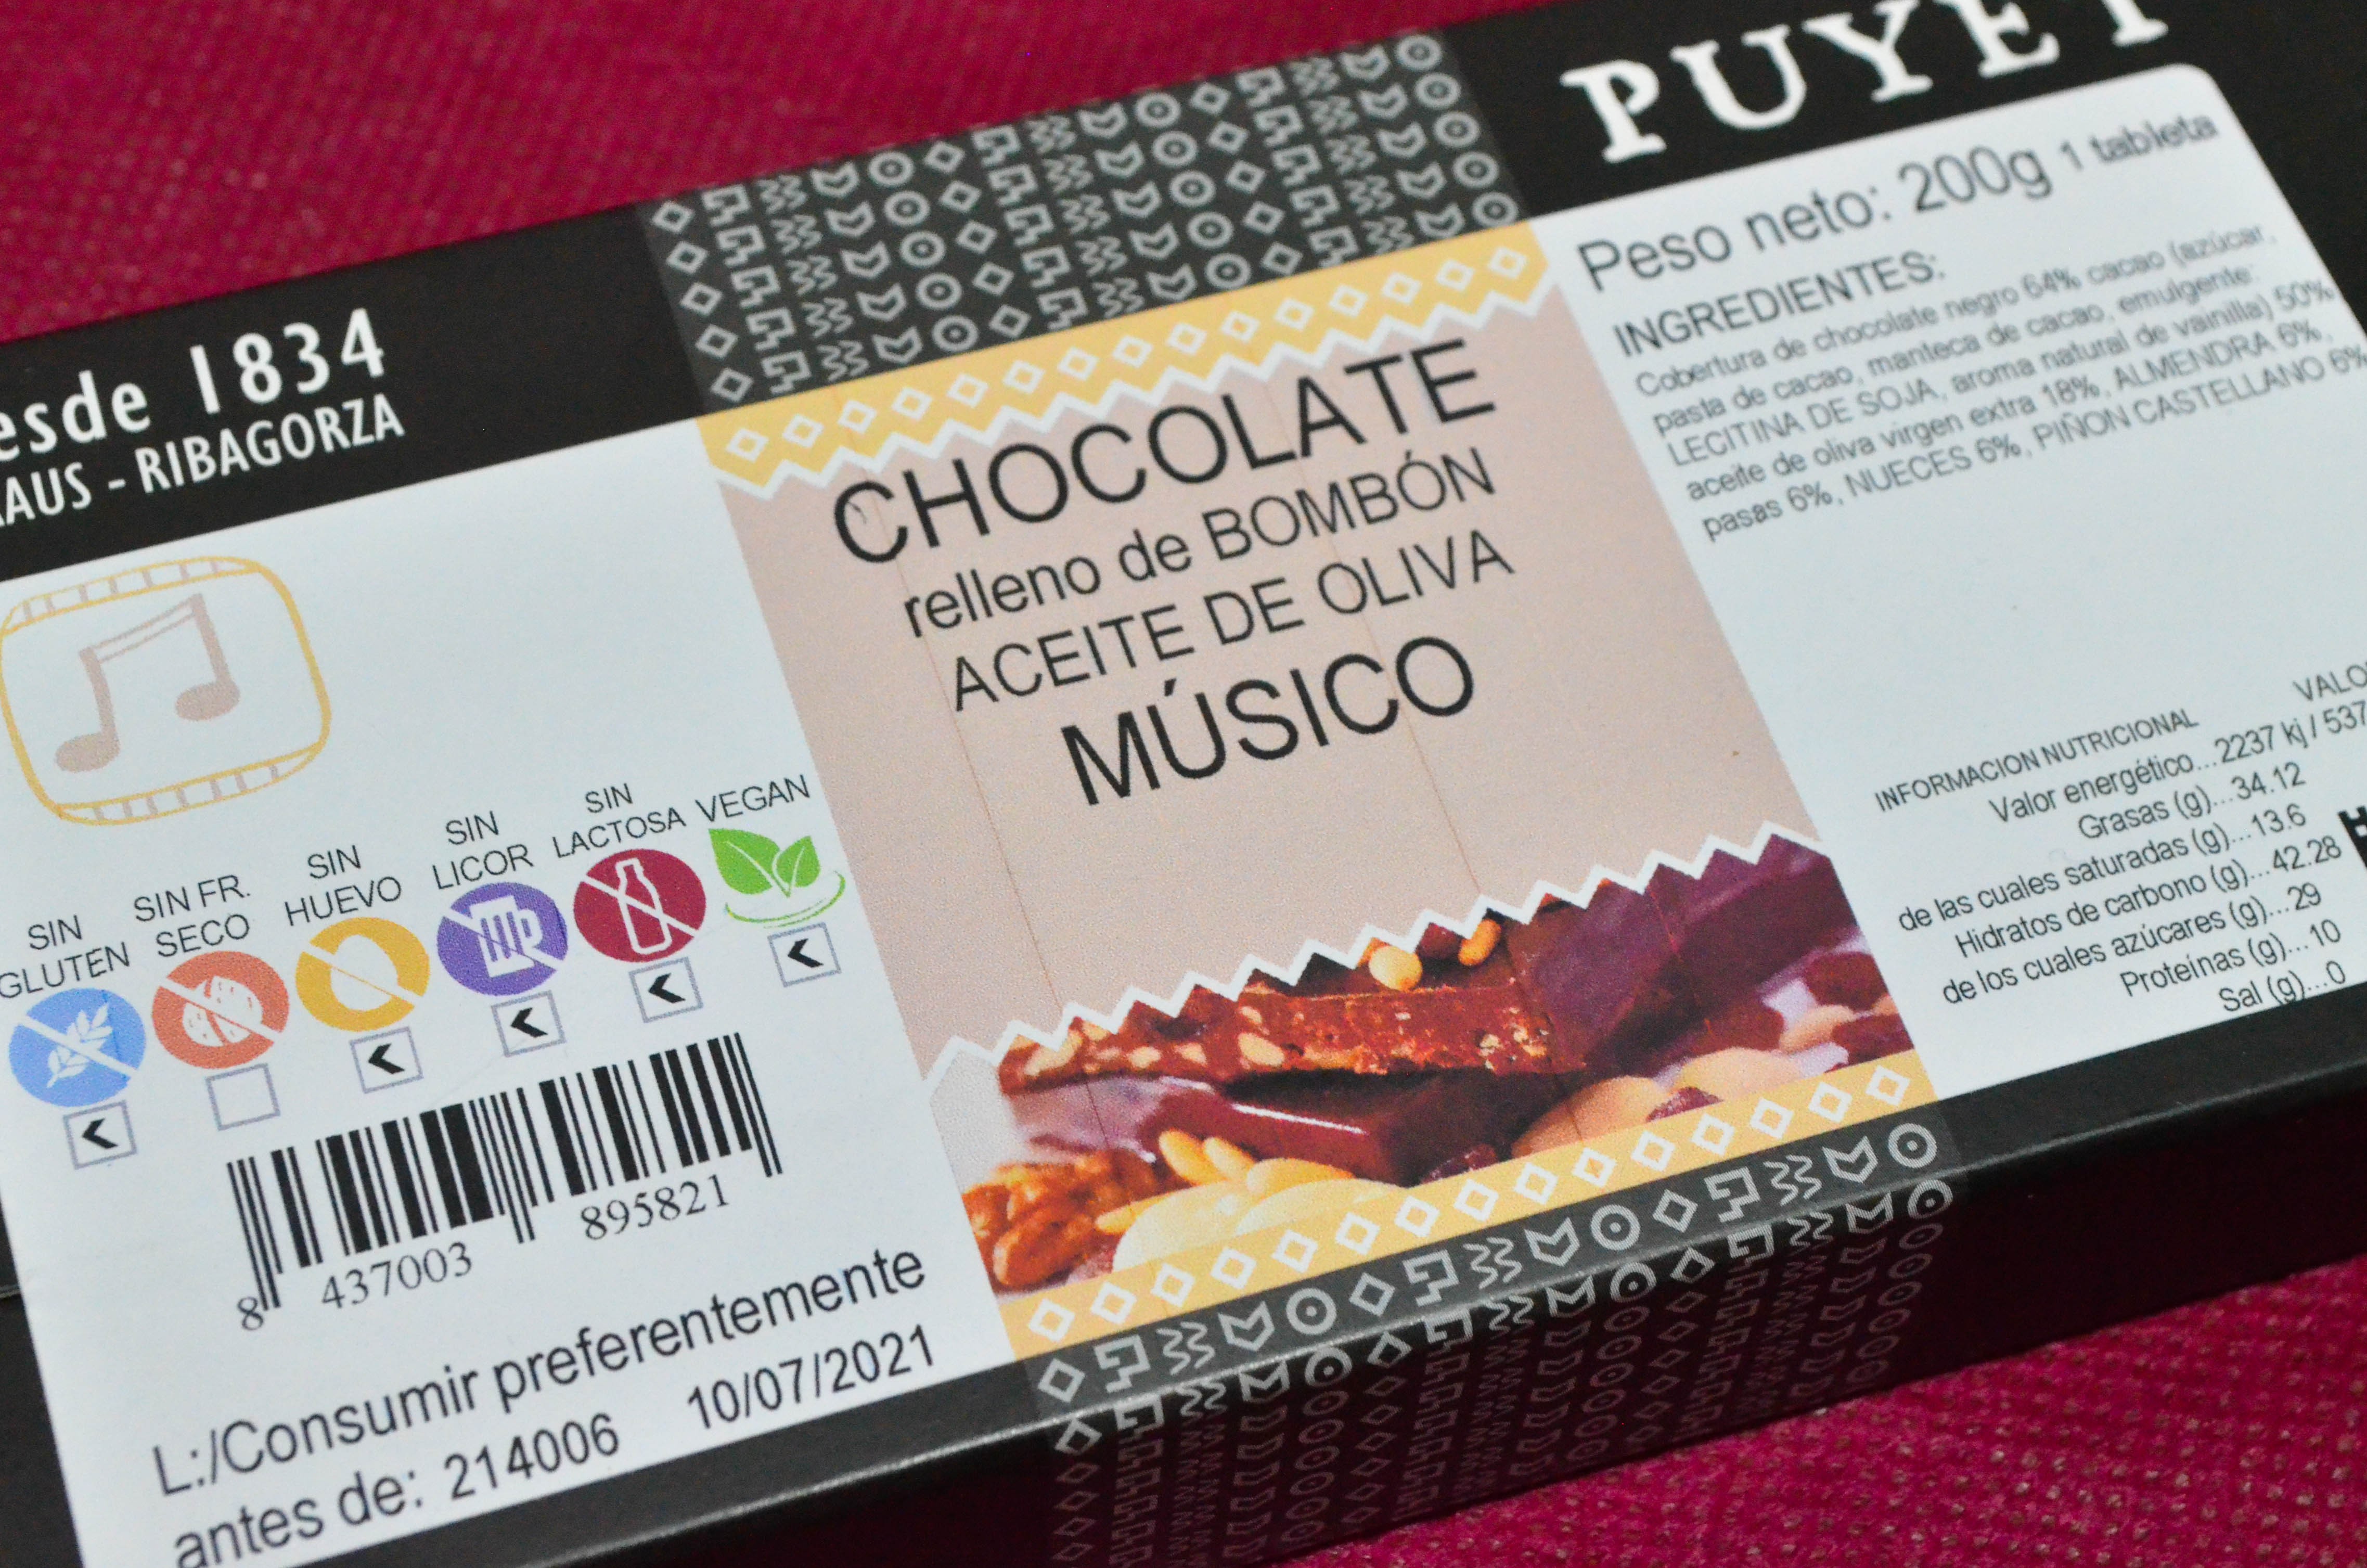 PUYET
desde 1834
GRAUS - RIBAGORZA
SIN
GLUTEN
SIN FR.
SECO
SIN
HUEVO
SIN
LICOR
SIN
LACTOSA
VEGAN
8 437003 895821
L:/Consumir preferentemente
antes de: 214006 10/07/2021
CHOCOLATE
relleno de BOMBÓN
ACEITE DE OLIVA
MÚSICO
Peso neto: 200g 1 tableta
INGREDIENTES:
Cobertura de chocolate negro 64% cacao (azúcar,
pasta de cacao, manteca de cacao, emulgente:
LECITINA DE SOJA, aroma natural de vainilla) 50%
aceite de oliva virgen extra 18%, ALMENDRA 6%,
pasas 6%, NUECES 6%, PIÑON CASTELLANO 6%
INFORMACION NUTRICIONAL
Valor energético...2237 kj / 537
Grasas (g)...34.12
de las cuales saturadas (g)...13.6
Hidratos de carbono (g)...42.28
de los cuales azúcares (g)...29
Proteínas (g)...10
Sal (g)...0